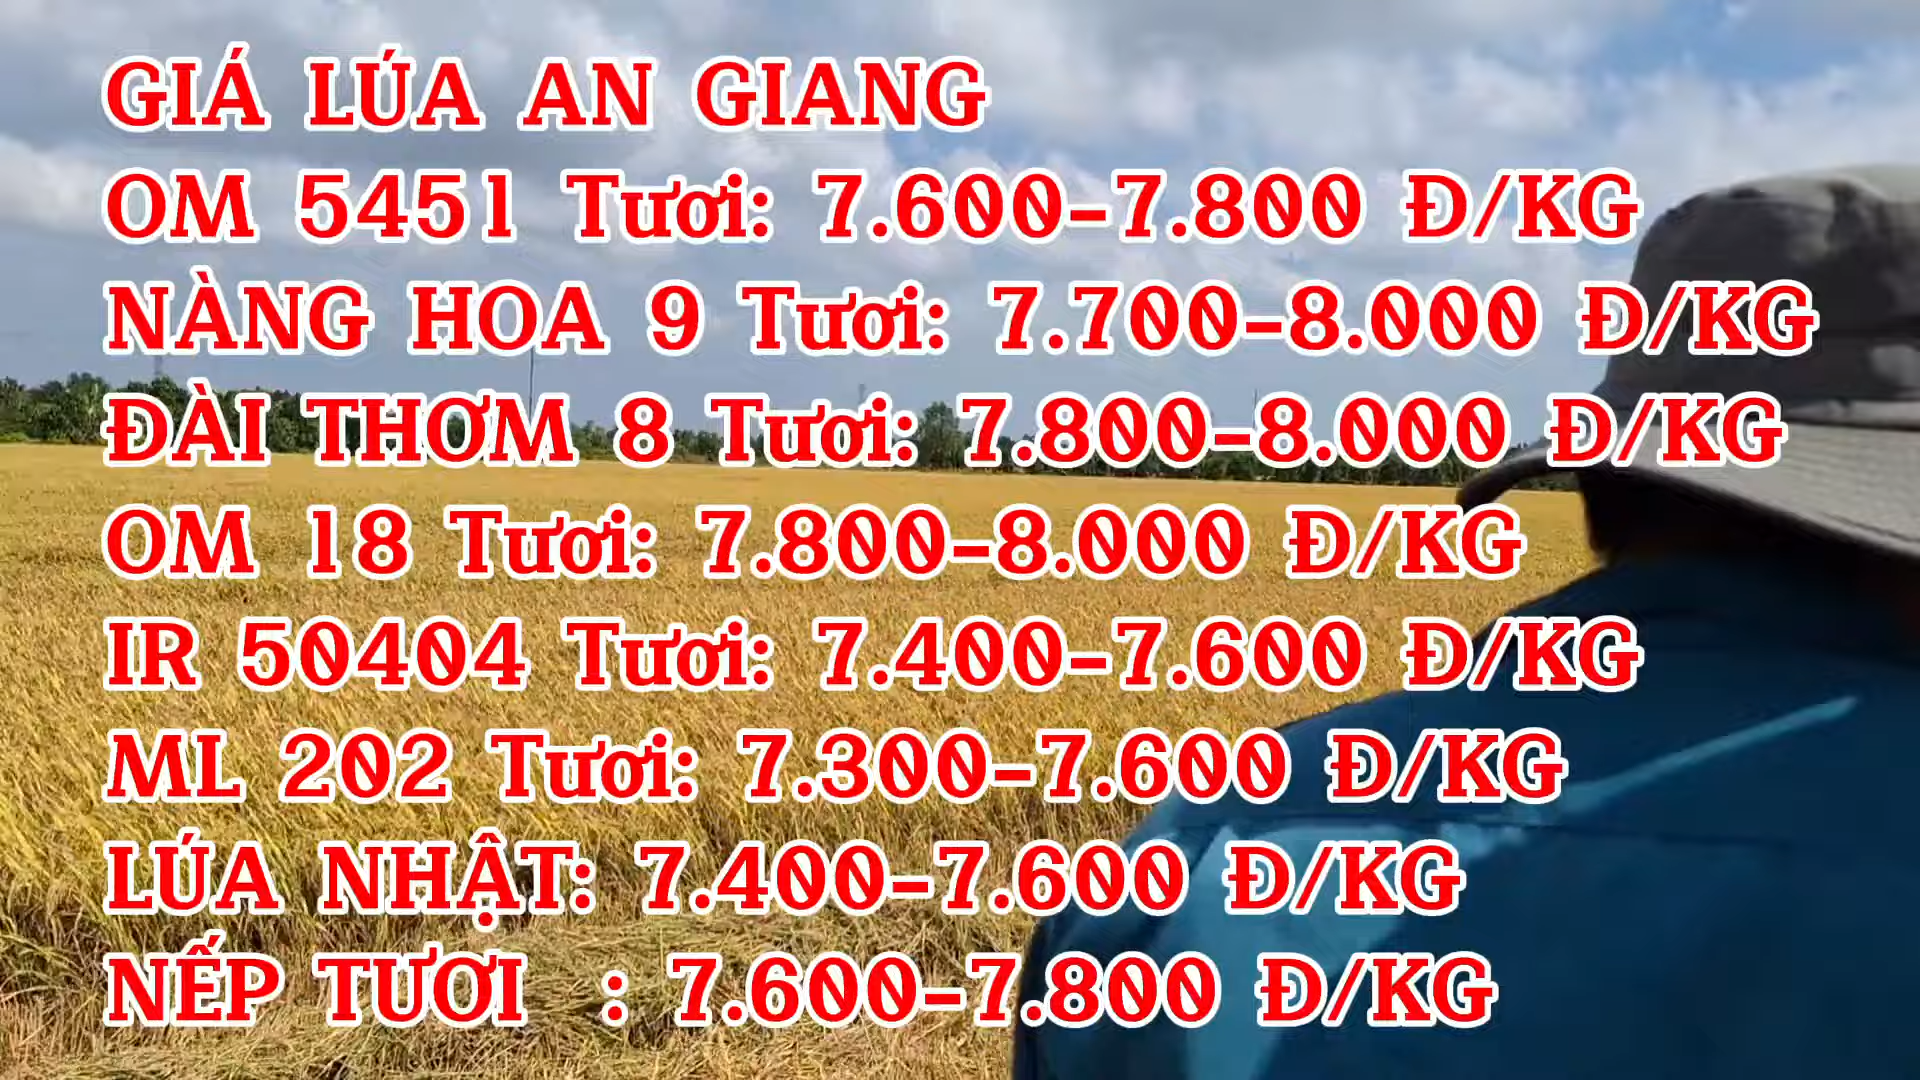 GIÁ LÚA AN GIANG
OM 5451 Tươi: 7.600-7.800 Đ/KG
NÀNG HOA 9 Tươi: 7.700-8.000 Đ/KG
ĐÀI THƠM 8 Tươi: 7.800-8.000 Đ/KG
OM 18 Tươi: 7.800-8.000 Đ/KG
IR 50404 Tươi: 7.400-7.600 Đ/KG
ML 202 Tươi: 7.300-7.600 Đ/KG
LÚA NHẬT: 7.400-7.600 Đ/KG
NẾP TƯƠI : 7.600-7.800 Đ/KG